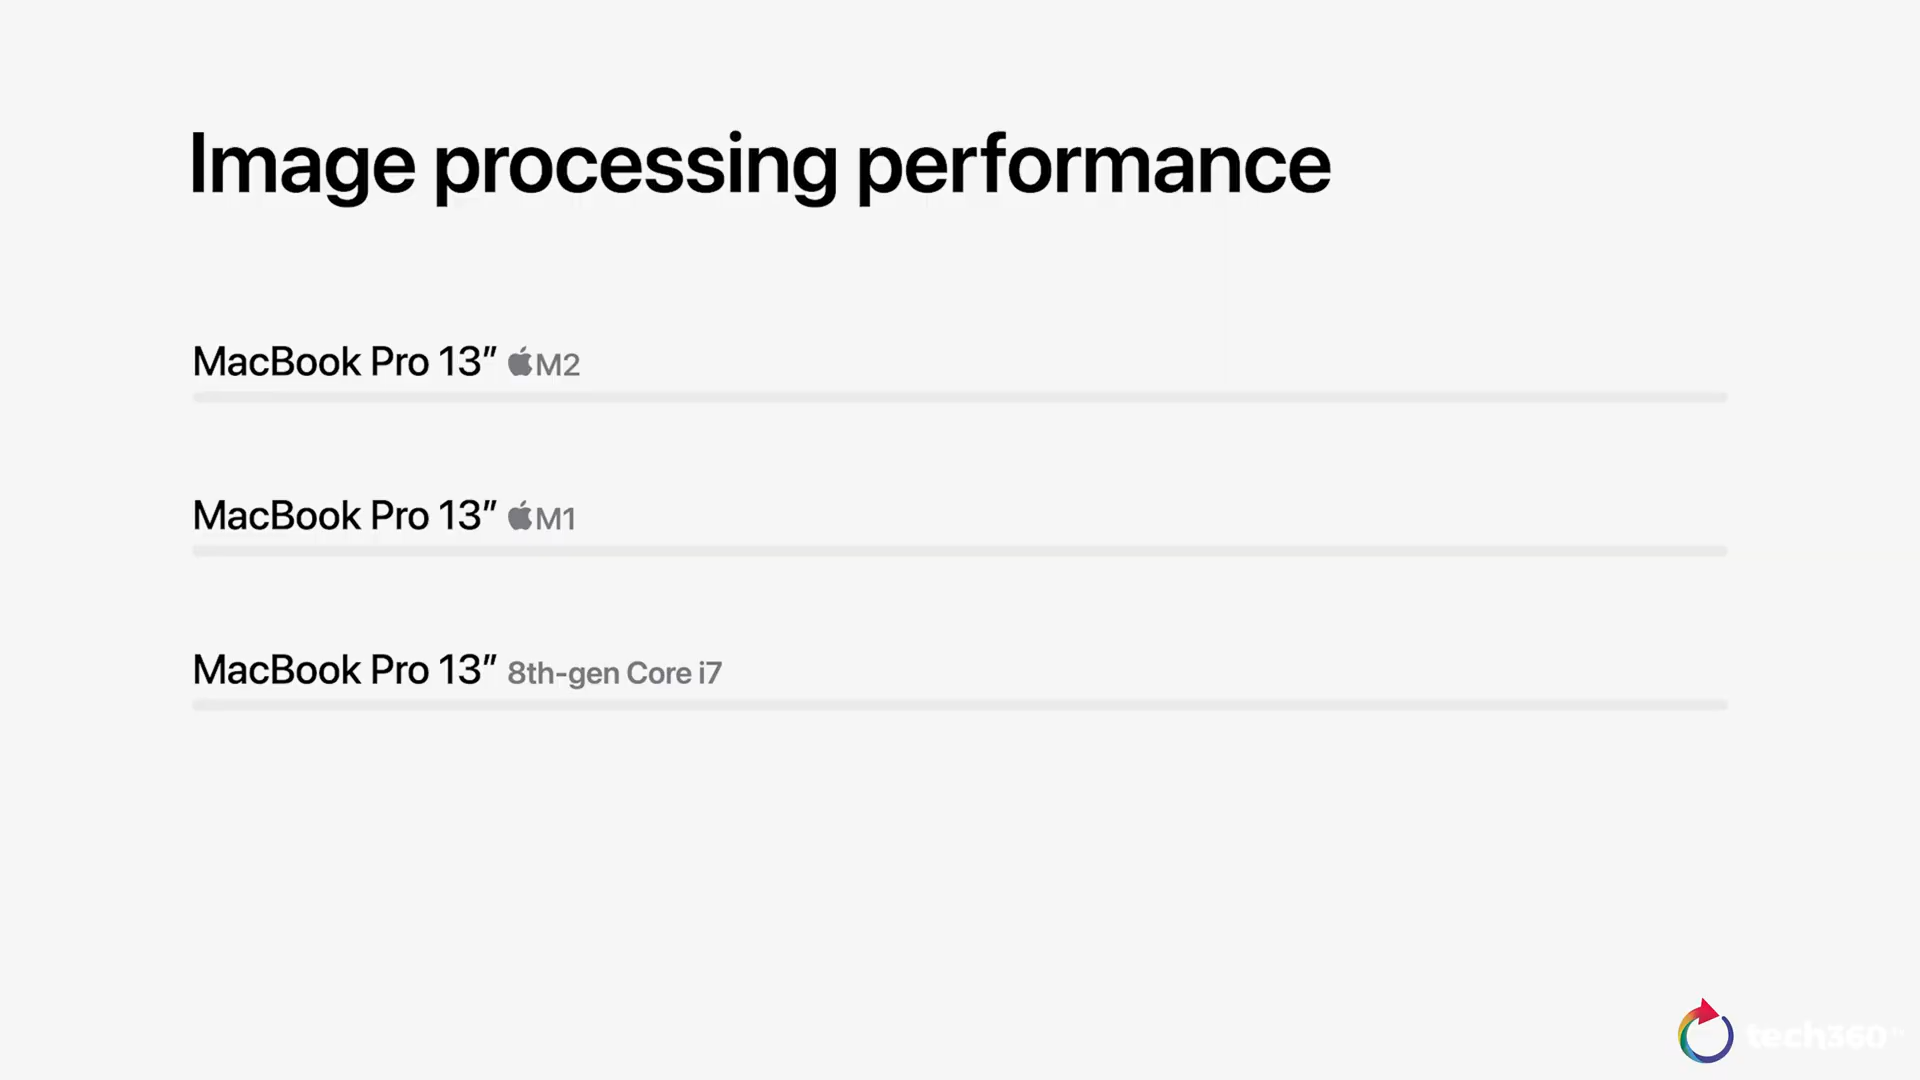 Image processing performance
MacBook Pro 13″ M2
MacBook Pro 13″ M1
MacBook Pro 13″ 8th-gen Core i7
tech360